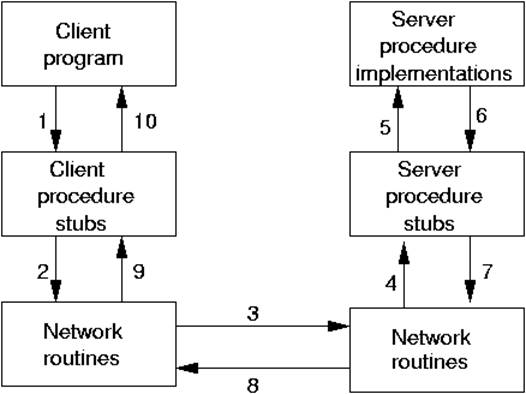 Client
program
Server
procedure
implementations
1
10
5
6
Client
procedure
stubs
Server
procedure
stubs
2
9
4
7
Network
routines
3
8
Network
routines